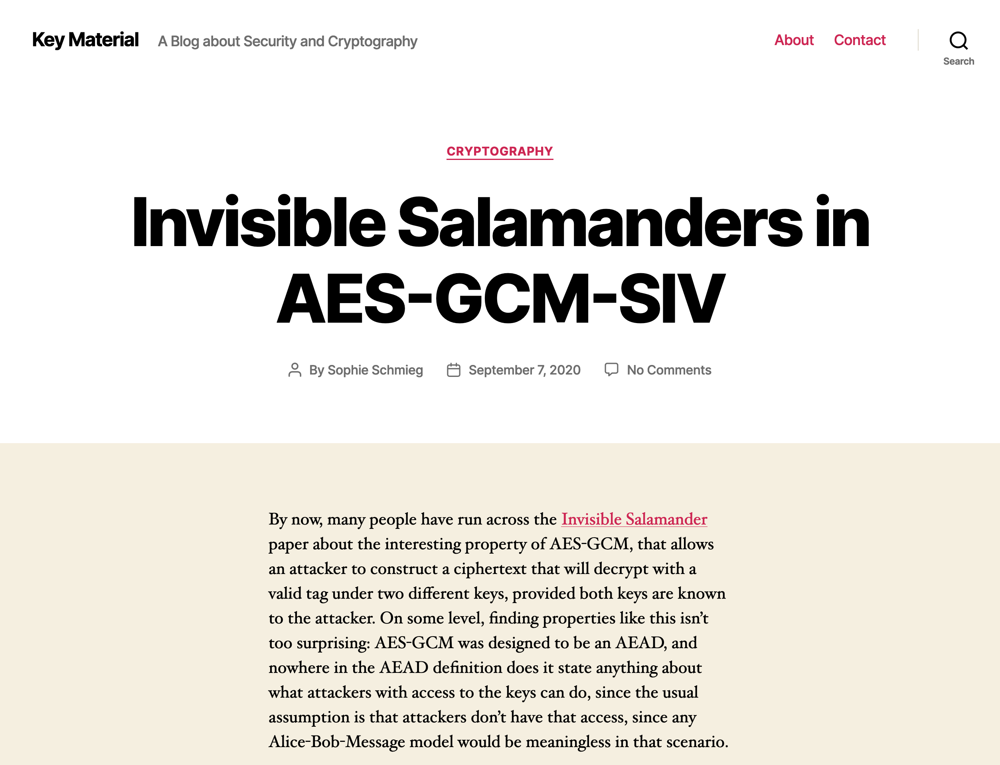 Key Material A Blog about Security and Cryptography About Contact
Search
CRYPTOGRAPHY
Invisible Salamanders in
AES-GCM-SIV
By Sophie Schmieg September 7, 2020 No Comments
By now, many people have run across the Invisible Salamander
paper about the interesting property of AES-GCM, that allows
an attacker to construct a ciphertext that will decrypt with a
valid tag under two different keys, provided both keys are known
to the attacker. On some level, finding properties like this isn’t
too surprising: AES-GCM was designed to be an AEAD, and
nowhere in the AEAD definition does it state anything about
what attackers with access to the keys can do, since the usual
assumption is that attackers don’t have that access, since any
Alice-Bob-Message model would be meaningless in that scenario.